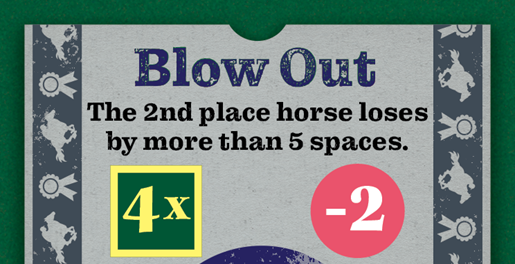 Blow Out
The 2nd place horse loses
by more than 5 spaces.
4x -2